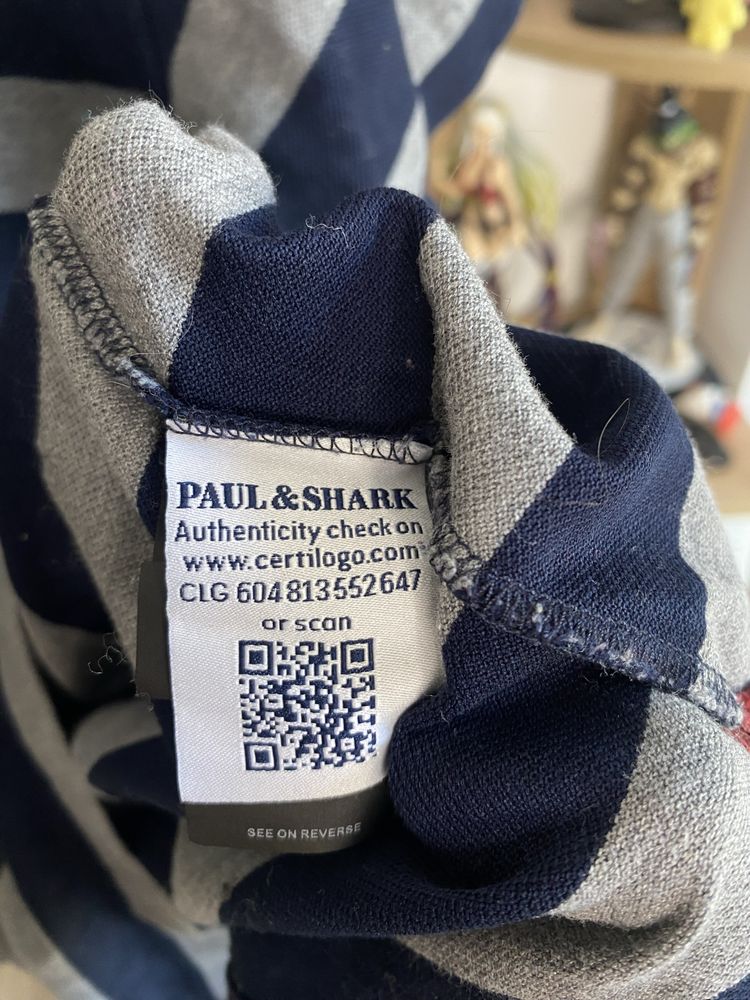 PAUL & SHARK
Authenticity check on
www.certilogo.com
CLG 604813552647
or scan
SEE ON REVERSE